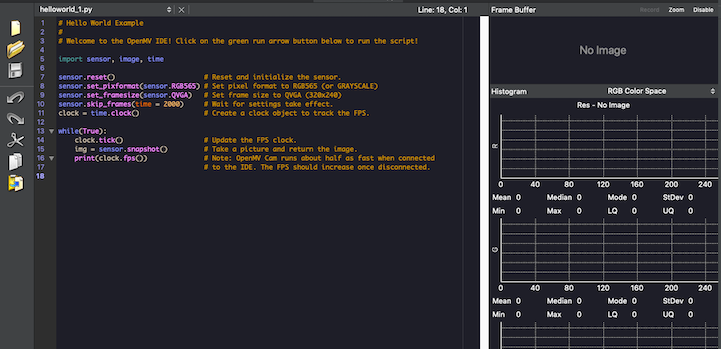 helloworld_1.py
Line: 18, Col: 1
1 # Hello World Example
2 #
3 # Welcome to the OpenMV IDE! Click on the green run arrow button below to run the script!
4
5 import sensor, image, time
6
7 sensor.reset() # Reset and initialize the sensor.
8 sensor.set_pixformat(sensor.RGB565) # Set pixel format to RGB565 (or GRAYSCALE)
9 sensor.set_framesize(sensor.QVGA) # Set frame size to QVGA (320x240)
10 sensor.skip_frames(time = 2000) # Wait for settings take effect.
11 clock = time.clock() # Create a clock object to track the FPS.
12
13 while(True):
14 clock.tick() # Update the FPS clock.
15 img = sensor.snapshot() # Take a picture and return the image.
16 print(clock.fps()) # Note: OpenMV Cam runs about half as fast when connected
17 # to the IDE. The FPS should increase once disconnected.
18
Frame Buffer Record Zoom Disable
No Image
Histogram RGB Color Space
Res - No Image
R
0 40 80 120 160 200 240
Mean 0 Median 0 Mode 0 StDev 0
Min 0 Max 0 LQ 0 UQ 0
G
0 40 80 120 160 200 240
Mean 0 Median 0 Mode 0 StDev 0
Min 0 Max 0 LQ 0 UQ 0